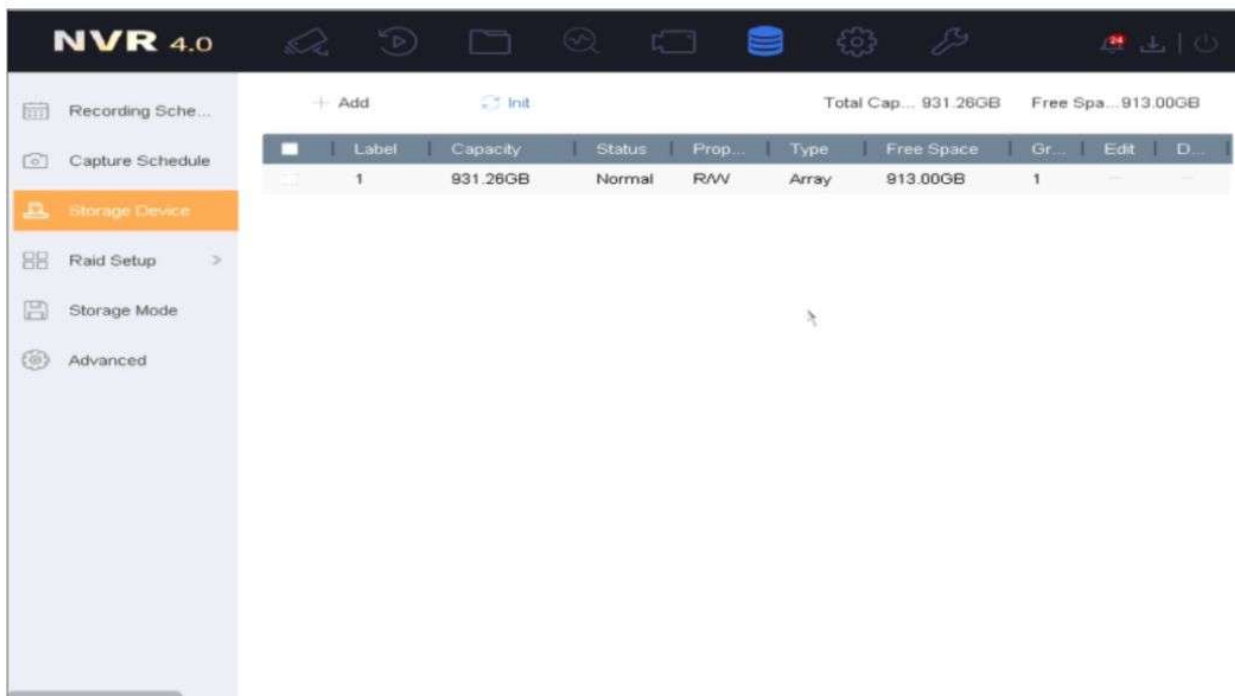 NVR 4.0
24
Recording Sche...
Capture Schedule
Storage Device
Raid Setup >
Storage Mode
Advanced
+ Add Init Total Cap... 931.26GB Free Spa...913.00GB
Label Capacity Status Prop... Type Free Space Gr... Edit D...
1 931.26GB Normal R/W Array 913.00GB 1 — —